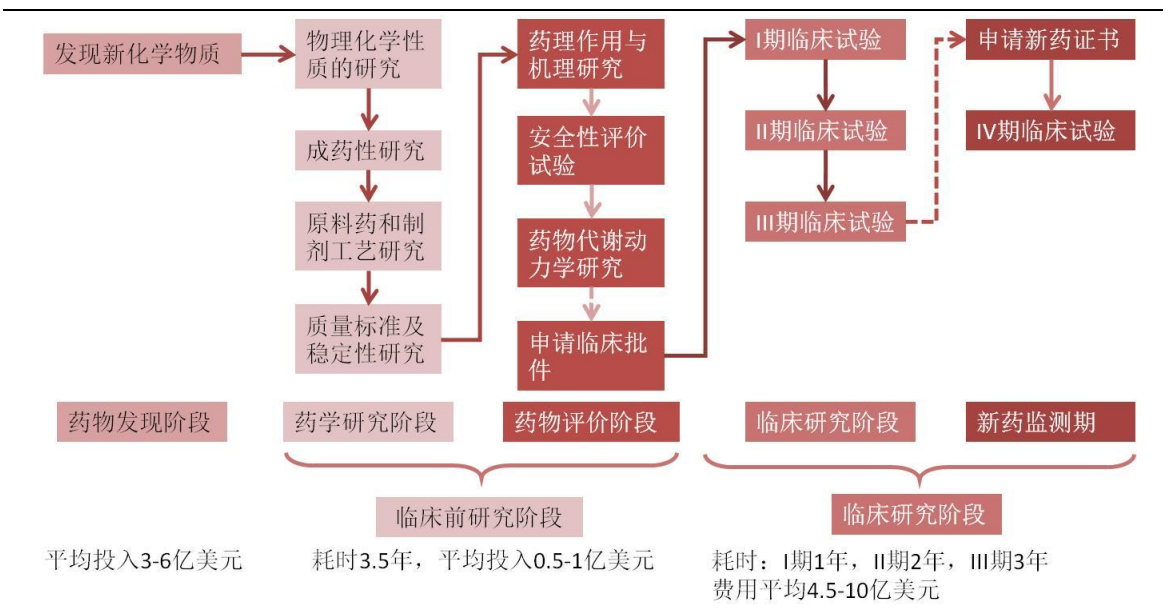 发现新化学物质
物理化学性
质的研究
成药性研究
原料药和制
剂工艺研究
质量标准及
稳定性研究
药理作用与
机理研究
安全性评价
试验
药物代谢动
力学研究
申请临床批
件
I期临床试验
II期临床试验
III期临床试验
申请新药证书
IV期临床试验
药物发现阶段
药学研究阶段
药物评价阶段
临床研究阶段
新药监测期
临床前研究阶段
临床研究阶段
平均投入3-6亿美元
耗时3.5年，平均投入0.5-1亿美元
耗时：I期1年，II期2年，III期3年
费用平均4.5-10亿美元